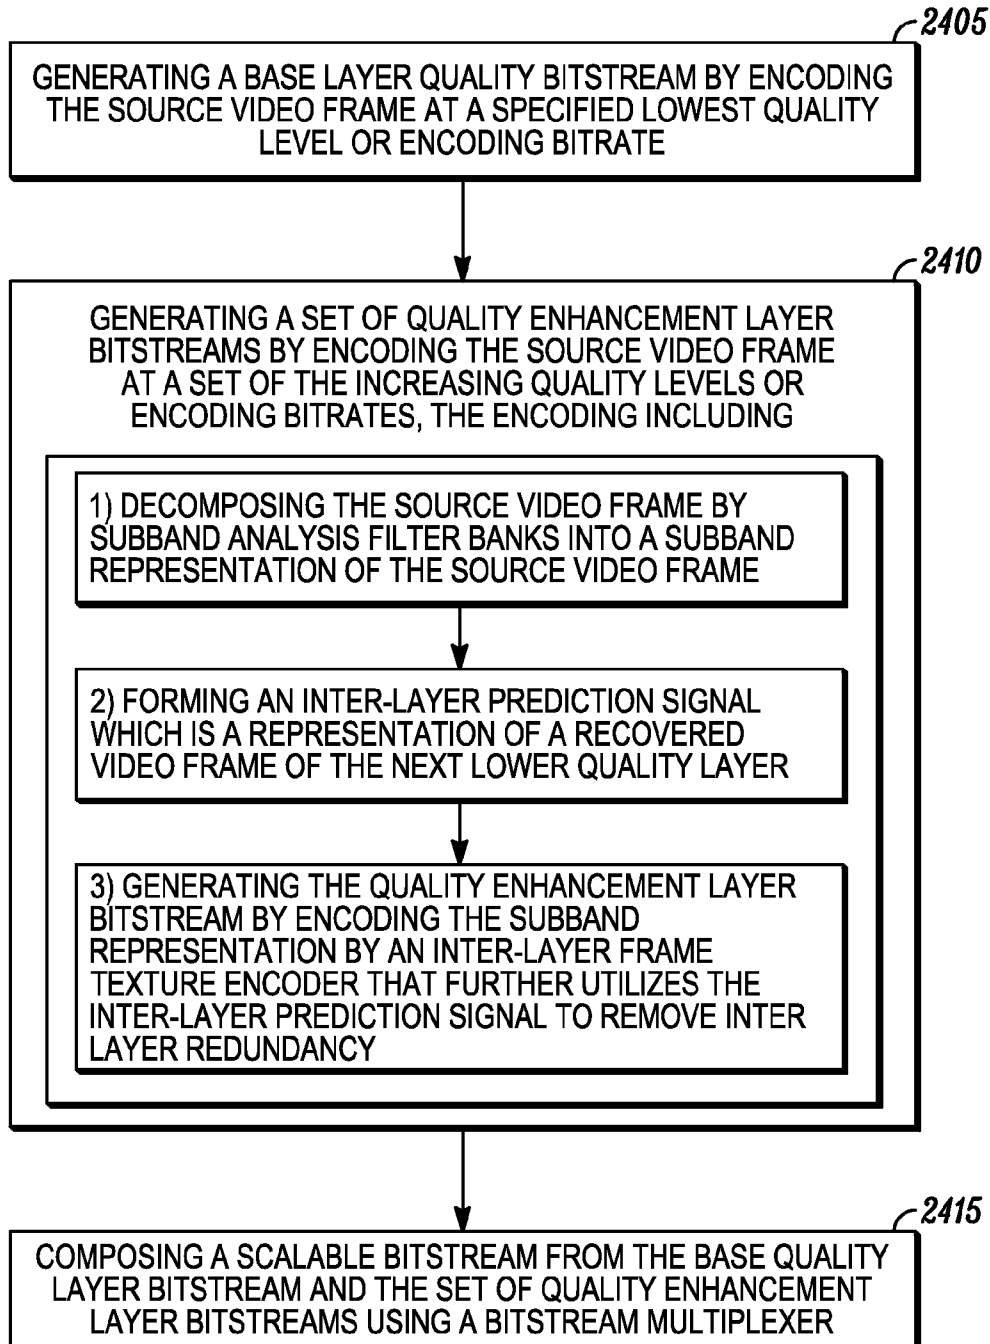 2405
GENERATING A BASE LAYER QUALITY BITSTREAM BY ENCODING
THE SOURCE VIDEO FRAME AT A SPECIFIED LOWEST QUALITY
LEVEL OR ENCODING BITRATE
2410
GENERATING A SET OF QUALITY ENHANCEMENT LAYER
BITSTREAMS BY ENCODING THE SOURCE VIDEO FRAME
AT A SET OF THE INCREASING QUALITY LEVELS OR
ENCODING BITRATES, THE ENCODING INCLUDING
1) DECOMPOSING THE SOURCE VIDEO FRAME BY
SUBBAND ANALYSIS FILTER BANKS INTO A SUBBAND
REPRESENTATION OF THE SOURCE VIDEO FRAME
2) FORMING AN INTER-LAYER PREDICTION SIGNAL
WHICH IS A REPRESENTATION OF A RECOVERED
VIDEO FRAME OF THE NEXT LOWER QUALITY LAYER
3) GENERATING THE QUALITY ENHANCEMENT LAYER
BITSTREAM BY ENCODING THE SUBBAND
REPRESENTATION BY AN INTER-LAYER FRAME
TEXTURE ENCODER THAT FURTHER UTILIZES THE
INTER-LAYER PREDICTION SIGNAL TO REMOVE INTER
LAYER REDUNDANCY
2415
COMPOSING A SCALABLE BITSTREAM FROM THE BASE QUALITY
LAYER BITSTREAM AND THE SET OF QUALITY ENHANCEMENT
LAYER BITSTREAMS USING A BITSTREAM MULTIPLEXER